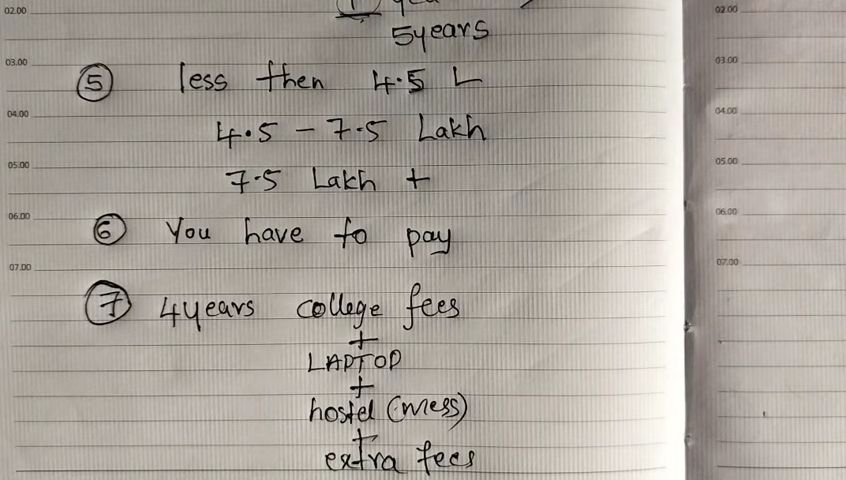 02.00 02.00
5years
03.00 ⑤ less then 4.5 L 03.00
04.00 4.5 - 7.5 Lakh 04.00
05.00 7.5 Lakh + 05.00
06.00 ⑥ You have to pay 06.00
07.00 07.00
⑦ 4years college fees
+
LAPTOP
+
hostel (mess)
+
extra fees